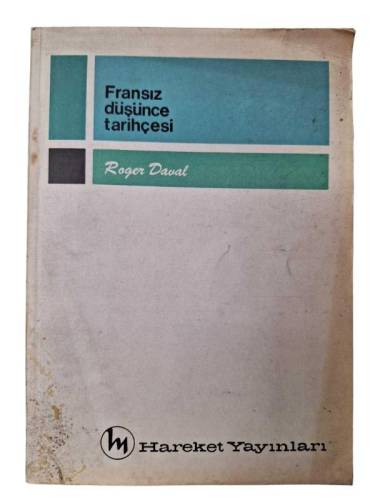 Fransız
düşünce
tarihçesi
Roger Daval
Hareket Yayınları